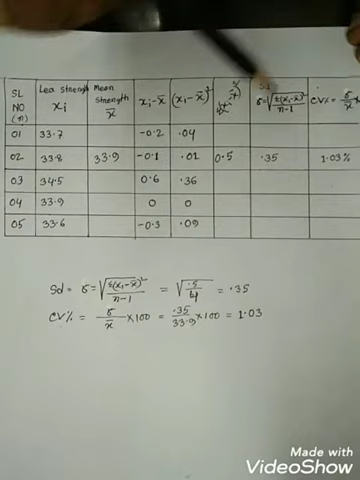 SL NO (n) Lea Strength xi Mean Strength x̄ xi-x̄ (xi-x̄)² σ=√Σ(xi-x̄)²/n-1 CV%= σ/x̄
01 33.7 -0.2 .04
02 33.8 33.9 -0.1 .01 0.5 .35 1.03%
03 34.5 0.6 .36
04 33.9 0 0
05 33.6 -0.3 .09
Sd = σ=√Σ(xi-x̄)²/n-1 = √.5/4 = .35
CV% = σ/x̄ ×100 = .35/33.9 ×100 = 1.03
Made with
VideoShow